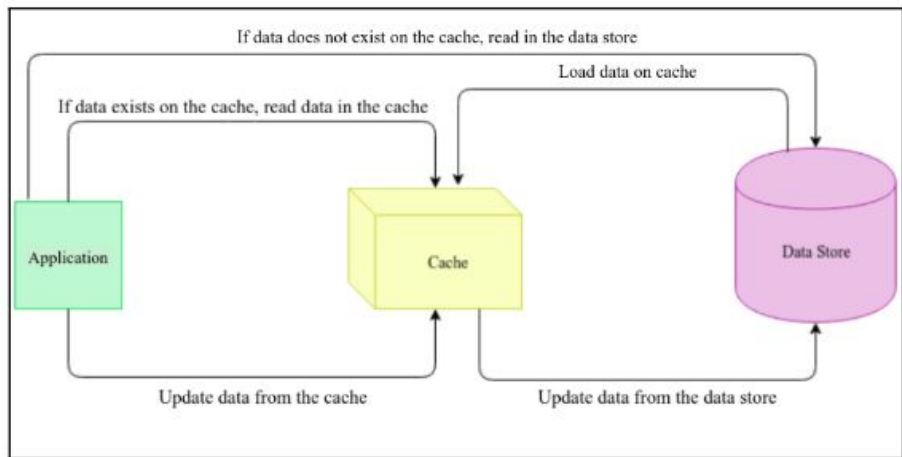 If data does not exist on the cache, read in the data store
Load data on cache
If data exists on the cache, read data in the cache
Application
Cache
Data Store
Update data from the cache
Update data from the data store